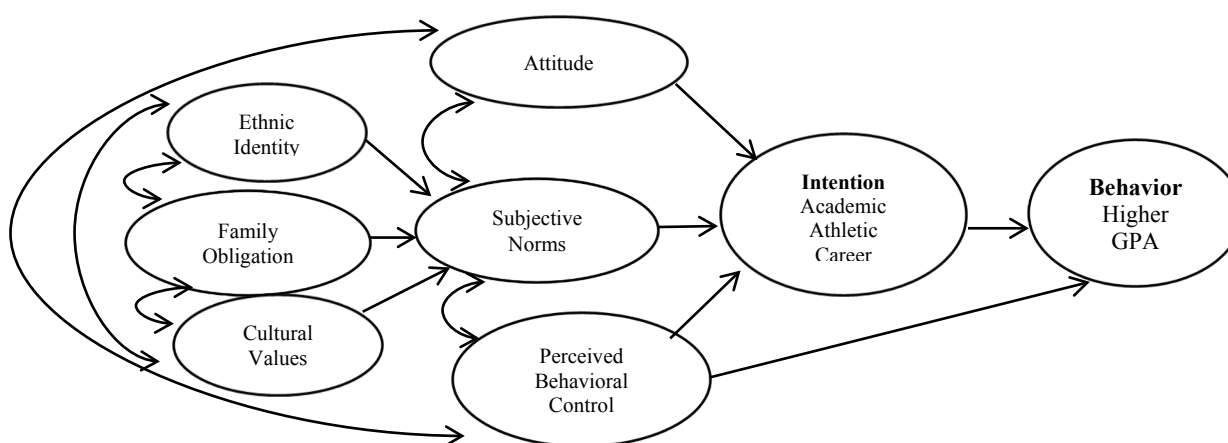 Attitude
Ethnic
Identity
Family
Obligation
Cultural
Values
Subjective
Norms
Perceived
Behavioral
Control
Intention
Academic
Athletic
Career
Behavior
Higher
GPA